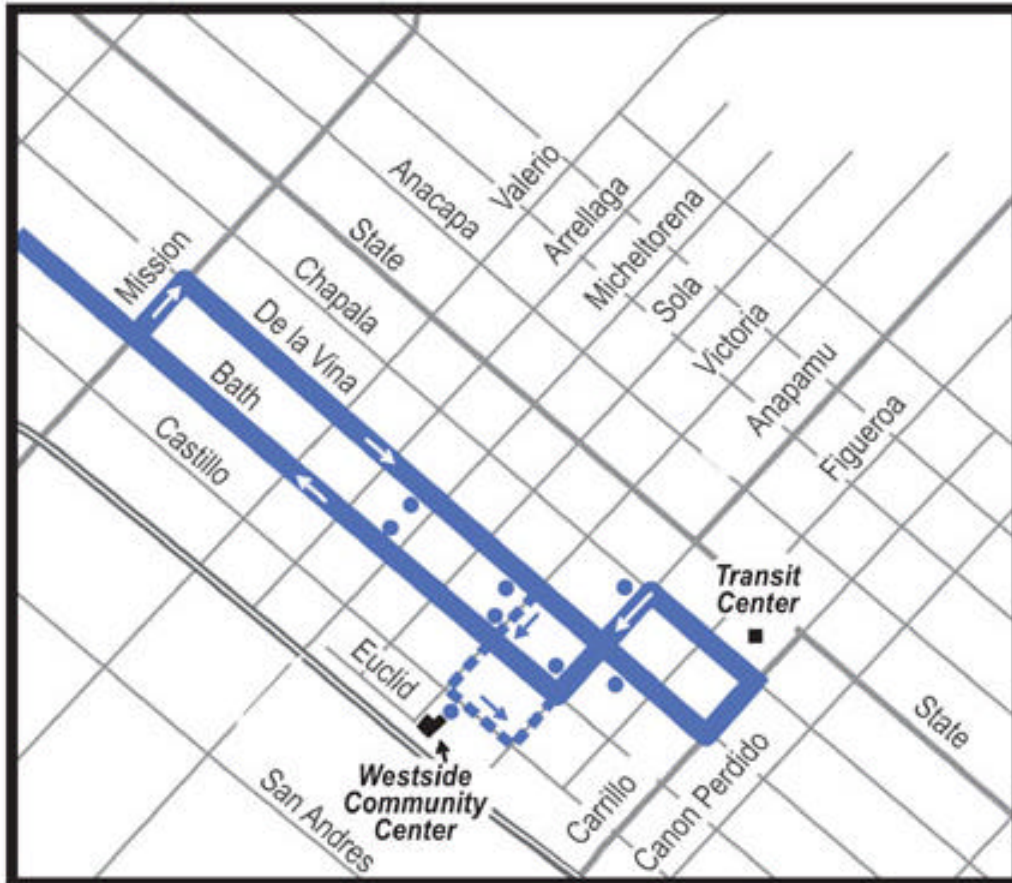 Valerio
Anacapa
Arrellaga
State
Micheltorena
Mission
Chapala
Sola
De la Vina
Victoria
Bath
Anapamu
Castillo
Figueroa
Transit
Center
Euclid
State
Westside
Community
Center
San Andres
Carrillo
Canon Perdido